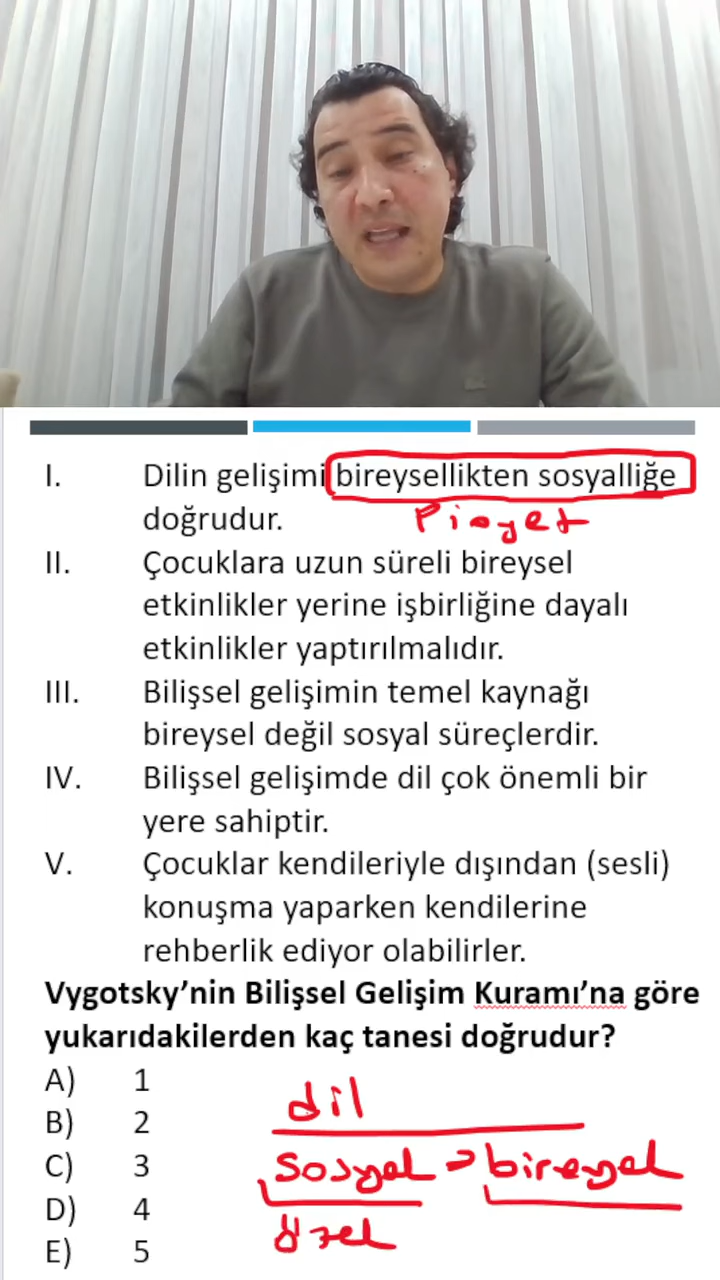 I. Dilin gelişimi bireysellikten sosyalliğe
doğrudur. Piayet
II. Çocuklara uzun süreli bireysel
etkinlikler yerine işbirliğine dayalı
etkinlikler yaptırılmalıdır.
III. Bilişsel gelişimin temel kaynağı
bireysel değil sosyal süreçlerdir.
IV. Bilişsel gelişimde dil çok önemli bir
yere sahiptir.
V. Çocuklar kendileriyle dışından (sesli)
konuşma yaparken kendilerine
rehberlik ediyor olabilirler.
Vygotsky’nin Bilişsel Gelişim Kuramı’na göre
yukarıdakilerden kaç tanesi doğrudur?
A) 1
dil
B) 2
C) 3 sosyal → bireysel
D) 4
özel
E) 5